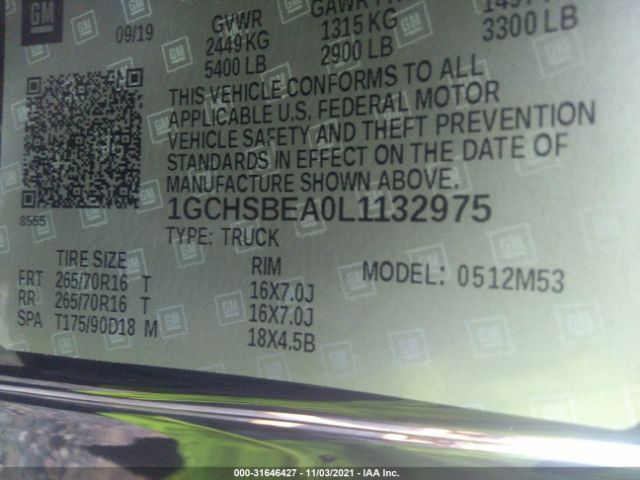 GM
09/19
GVWR
2449 KG
5400 LB
1315 KG
2900 LB
3300 LB
THIS VEHICLE CONFORMS TO ALL
APPLICABLE U.S. FEDERAL MOTOR
VEHICLE SAFETY AND THEFT PREVENTION
STANDARDS IN EFFECT ON THE DATE OF
MANUFACTURE SHOWN ABOVE.
8555
1GCHSBEA0L1132975
TYPE: TRUCK
TIRE SIZE RIM MODEL: 0512M53
FRT 265/70R16 T 16X7.0J
RR 265/70R16 T 16X7.0J
SPA T175/90D18 M 18X4.5B
000-31646427 - 11/03/2021 - IAA Inc.